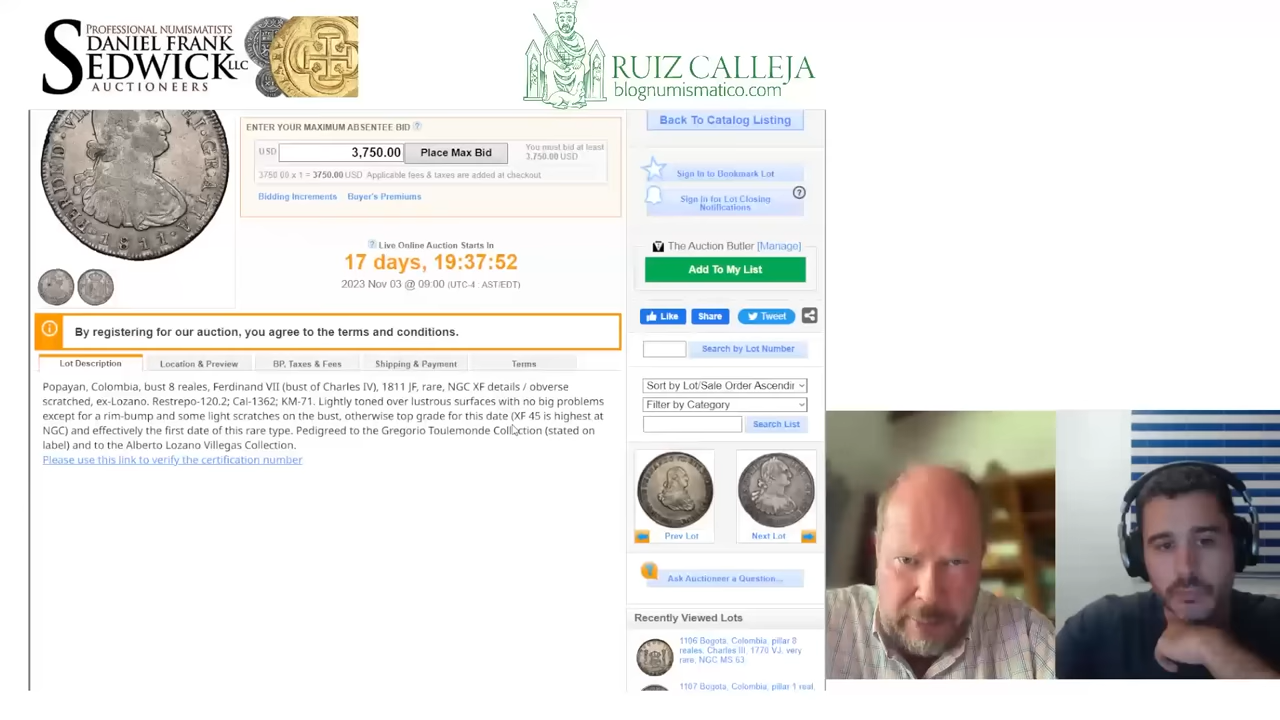 PROFESSIONAL NUMISMATISTS
DANIEL FRANK
SEDWICK LLC
AUCTIONEERS
RUIZ CALLEJA
blognumismatico.com
1811
ENTER YOUR MAXIMUM ABSENTEE BID ?
USD 3,750.00 Place Max Bid
You must bid at least
3,750.00 USD
3750.00 x 1 = 3750.00 USD Applicable fees & taxes are added at checkout
Bidding Increments Buyer's Premiums
? Live Online Auction Starts In
17 days, 19:37:52
2023 Nov 03 @ 09:00 (UTC-4 : AST/EDT)
By registering for our auction, you agree to the terms and conditions.
Lot Description Location & Preview BP, Taxes & Fees Shipping & Payment Terms
Popayan, Colombia, bust 8 reales, Ferdinand VII (bust of Charles IV), 1811 JF, rare, NGC XF details / obverse
scratched, ex-Lozano. Restrepo-120.2; Cal-1362; KM-71. Lightly toned over lustrous surfaces with no big problems
except for a rim-bump and some light scratches on the bust, otherwise top grade for this date (XF 45 is highest at
NGC) and effectively the first date of this rare type. Pedigreed to the Gregorio Toulemonde Collection (stated on
label) and to the Alberto Lozano Villegas Collection.
Please use this link to verify the certification number
Back To Catalog Listing
Sign In to Bookmark Lot
Sign In for Lot Closing
Notifications
?
The Auction Butler [Manage]
Add To My List
Like Share Tweet
Search by Lot Number
Sort by Lot/Sale Order Ascendin
Filter by Category
Search List
Prev Lot Next Lot
Ask Auctioneer a Question...
Recently Viewed Lots
1106 Bogota, Colombia, pillar 8
reales, Charles III, 1770 VJ, very
rare, NGC MS 63
1107 Bogota, Colombia, pillar 1 real,